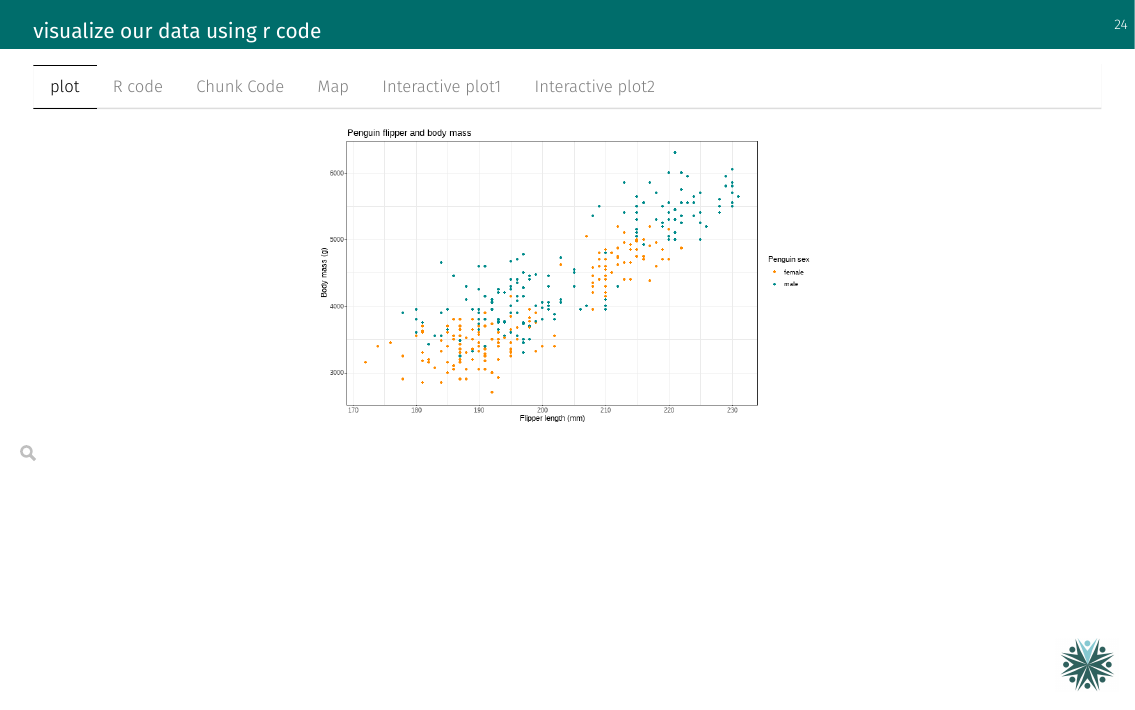 visualize our data using r code
24
plot R code Chunk Code Map Interactive plot1 Interactive plot2
Penguin flipper and body mass
6000
5000
4000
3000
Body mass (g)
170 180 190 200 210 220 230
Flipper length (mm)
Penguin sex
female
male